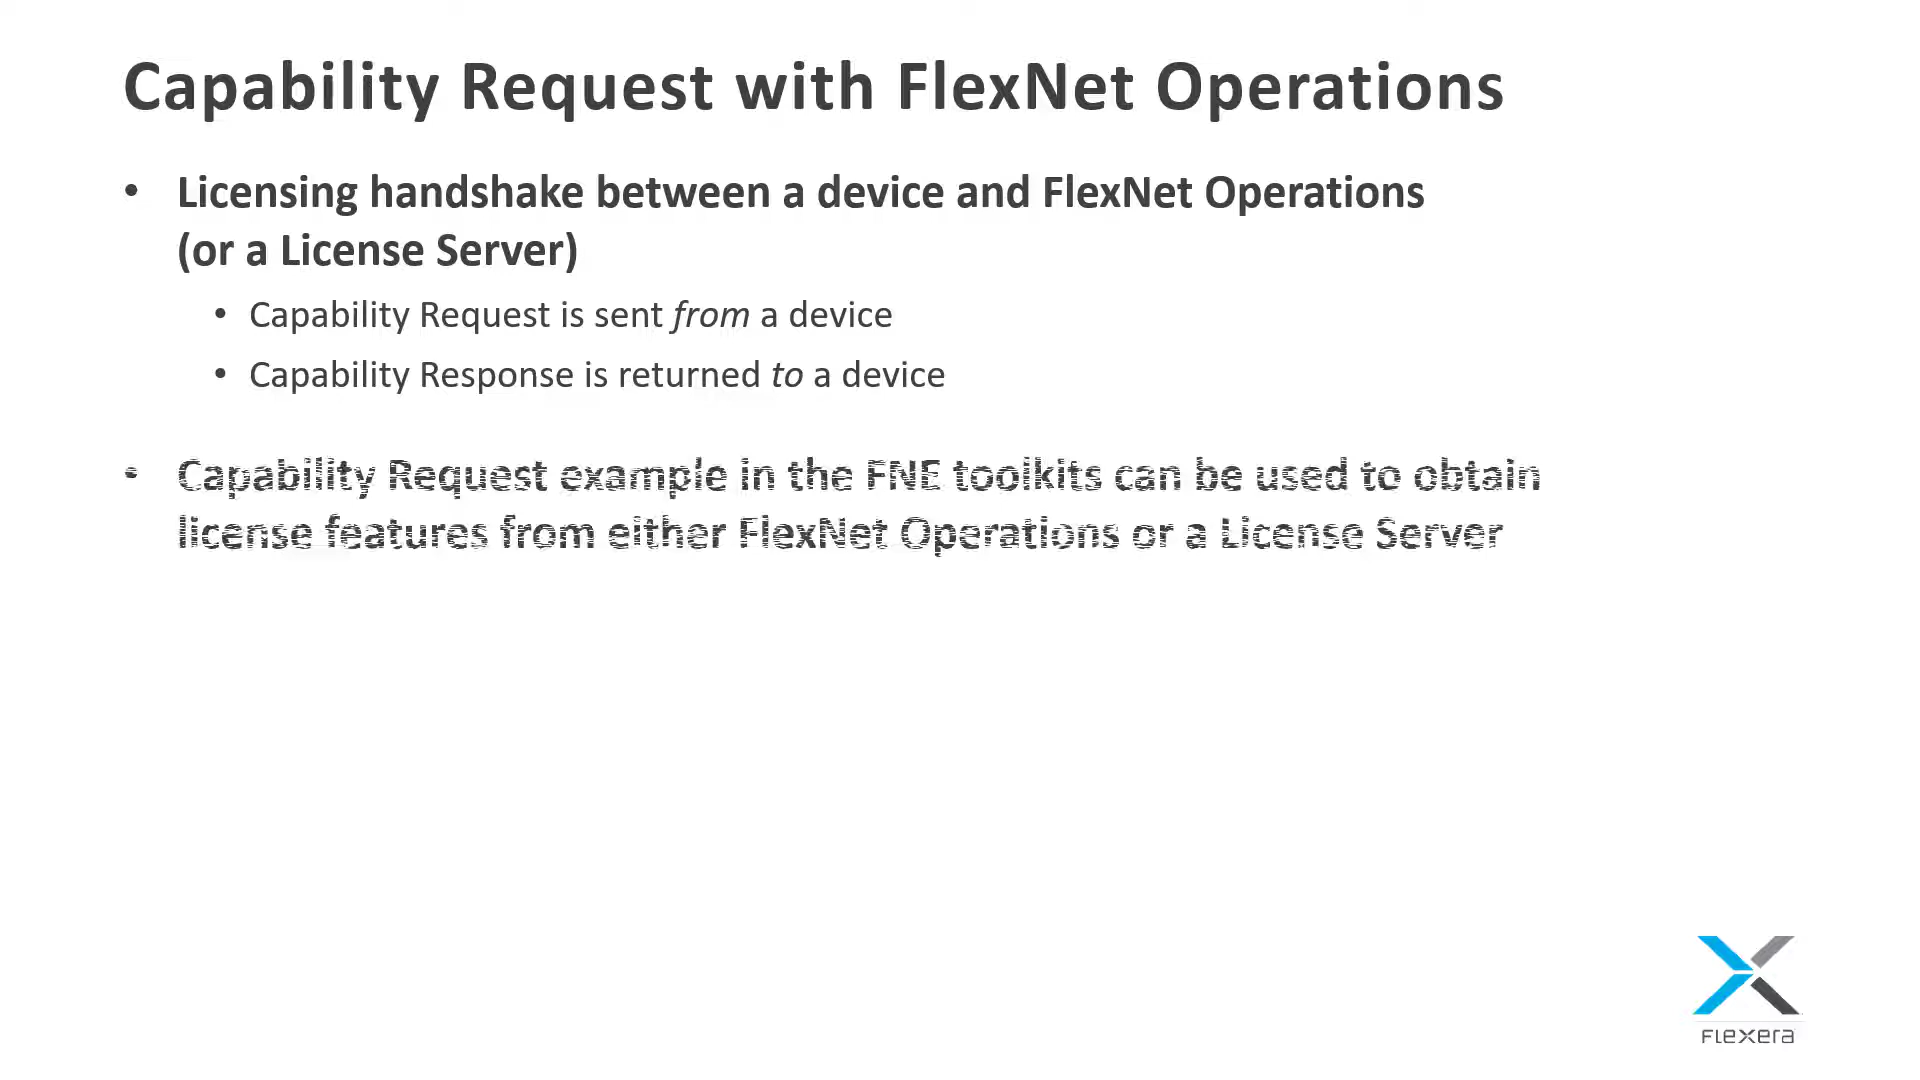 Capability Request with FlexNet Operations
• Licensing handshake between a device and FlexNet Operations
(or a License Server)
• Capability Request is sent from a device
• Capability Response is returned to a device
• Capability Request example in the FNE toolkits can be used to obtain
license features from either FlexNet Operations or a License Server
FLEXERA